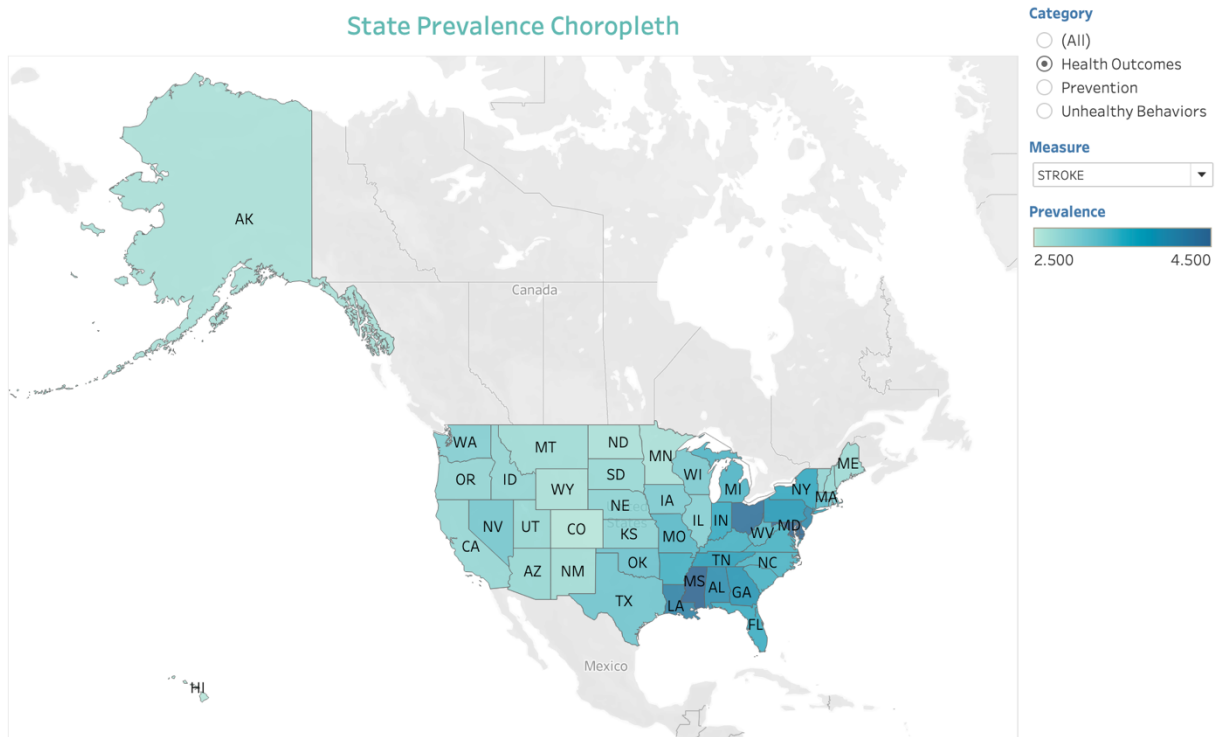 State Prevalence Choropleth
Category
(All)
Health Outcomes
Prevention
Unhealthy Behaviors
Measure
STROKE
Prevalence
2.500 4.500
AK
Canada
WA MT ND MN ME
OR ID SD WI MI NY MA
WY NE IA
NV UT CO KS MO IL IN WV MD
CA
AZ NM OK TN NC
TX MS AL GA
LA
FL
Mexico
HI